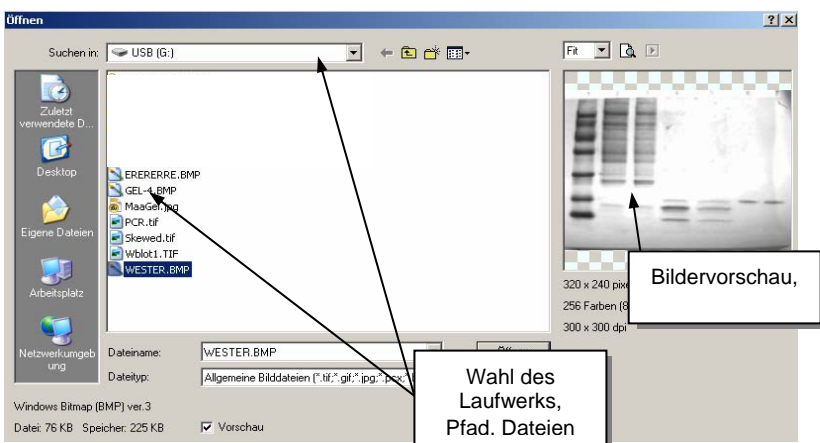 Öffnen
Suchen in: USB (G:)
Fit
Zuletzt
verwendete D...
Desktop
Eigene Dateien
Arbeitsplatz
Netzwerkumgeb
ung
ERERERRE.BMP
GEL-4.BMP
MaaGel.jpg
PCR.tif
Skewed.tif
Wblot1.TIF
WESTER.BMP
320 x 240
256 Farben
300 x 300 dpi
Bildervorschau,
Dateiname: WESTER.BMP
Dateityp: Allgemeine Bilddateien (*.tif;*.gif;*.jpg;*.pcx;*
Wahl des
Laufwerks,
Pfad. Dateien
Windows Bitmap (BMP) ver.3
Datei: 76 KB Speicher: 225 KB
Vorschau